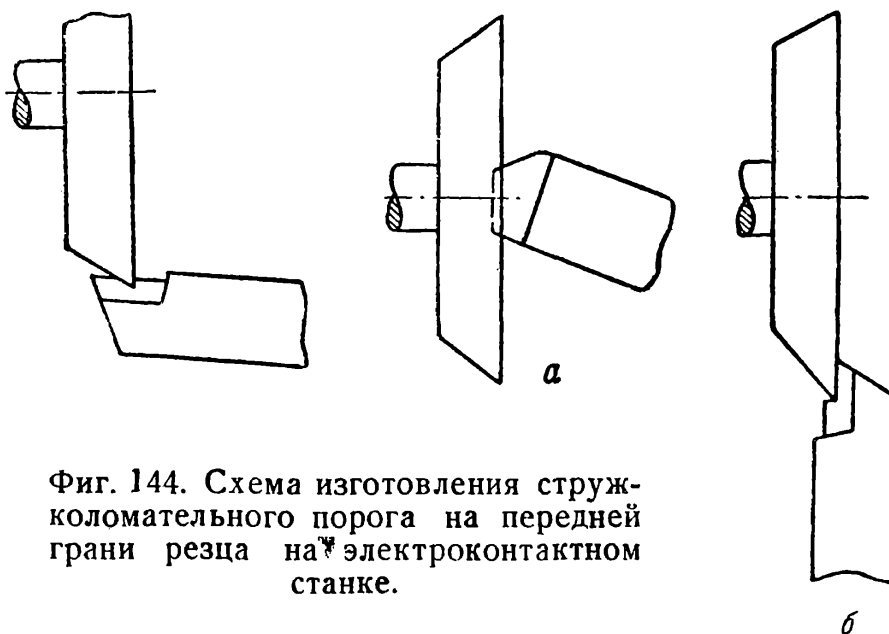 а
Фиг. 144. Схема изготовления струж-
коломательного порога на передней
грани резца на электроконтактном
станке.
б